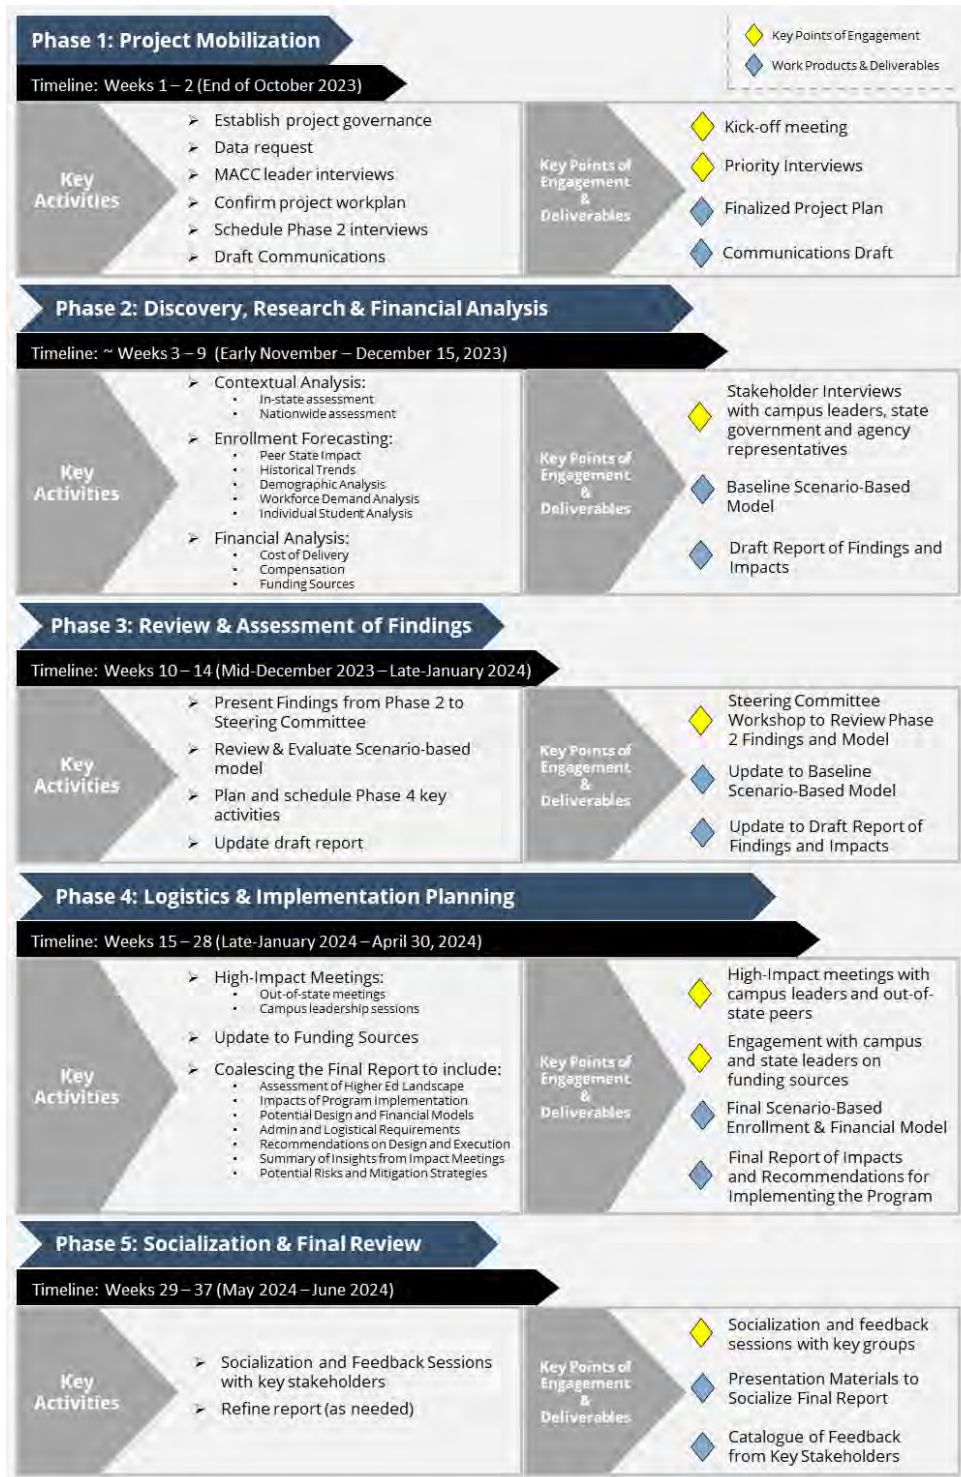 Phase 1: Project Mobilization
Key Points of Engagement
Work Products & Deliverables
Timeline: Weeks 1 – 2 (End of October 2023)
Key
Activities
➢ Establish project governance
➢ Data request
➢ MACC leader interviews
➢ Confirm project workplan
➢ Schedule Phase 2 interviews
➢ Draft Communications
Key Points of
Engagement
&
Deliverables
Kick-off meeting
Priority Interviews
Finalized Project Plan
Communications Draft
Phase 2: Discovery, Research & Financial Analysis
Timeline: ~ Weeks 3 – 9 (Early November – December 15, 2023)
Key
Activities
➢ Contextual Analysis:
• In-state assessment
• Nationwide assessment
➢ Enrollment Forecasting:
• Peer State Impact
• Historical Trends
• Demographic Analysis
• Workforce Demand Analysis
• Individual Student Analysis
➢ Financial Analysis:
• Cost of Delivery
• Compensation
• Funding Sources
Key Points of
Engagement
&
Deliverables
Stakeholder Interviews
with campus leaders, state
government and agency
representatives
Baseline Scenario-Based
Model
Draft Report of Findings and
Impacts
Phase 3: Review & Assessment of Findings
Timeline: Weeks 10 – 14 (Mid-December 2023 – Late-January 2024)
Key
Activities
➢ Present Findings from Phase 2 to
Steering Committee
➢ Review & Evaluate Scenario-based
model
➢ Plan and schedule Phase 4 key
activities
➢ Update draft report
Key Points of
Engagement
&
Deliverables
Steering Committee
Workshop to Review Phase
2 Findings and Model
Update to Baseline
Scenario-Based Model
Update to Draft Report of
Findings and Impacts
Phase 4: Logistics & Implementation Planning
Timeline: Weeks 15 – 28 (Late-January 2024 – April 30, 2024)
Key
Activities
➢ High-Impact Meetings:
• Out-of-state meetings
• Campus leadership sessions
➢ Update to Funding Sources
➢ Coalescing the Final Report to include:
• Assessment of Higher Ed Landscape
• Impacts of Program Implementation
• Potential Design and Financial Models
• Admin and Logistical Requirements
• Recommendations on Design and Execution
• Summary of Insights from Impact Meetings
• Potential Risks and Mitigation Strategies
Key Points of
Engagement
&
Deliverables
High-Impact meetings with
campus leaders and out-of-
state peers
Engagement with campus
and state leaders on
funding sources
Final Scenario-Based
Enrollment & Financial Model
Final Report of Impacts
and Recommendations for
Implementing the Program
Phase 5: Socialization & Final Review
Timeline: Weeks 29 – 37 (May 2024 – June 2024)
Key
Activities
➢ Socialization and Feedback Sessions
with key stakeholders
➢ Refine report (as needed)
Key Points of
Engagement
&
Deliverables
Socialization and feedback
sessions with key groups
Presentation Materials to
Socialize Final Report
Catalogue of Feedback
from Key Stakeholders